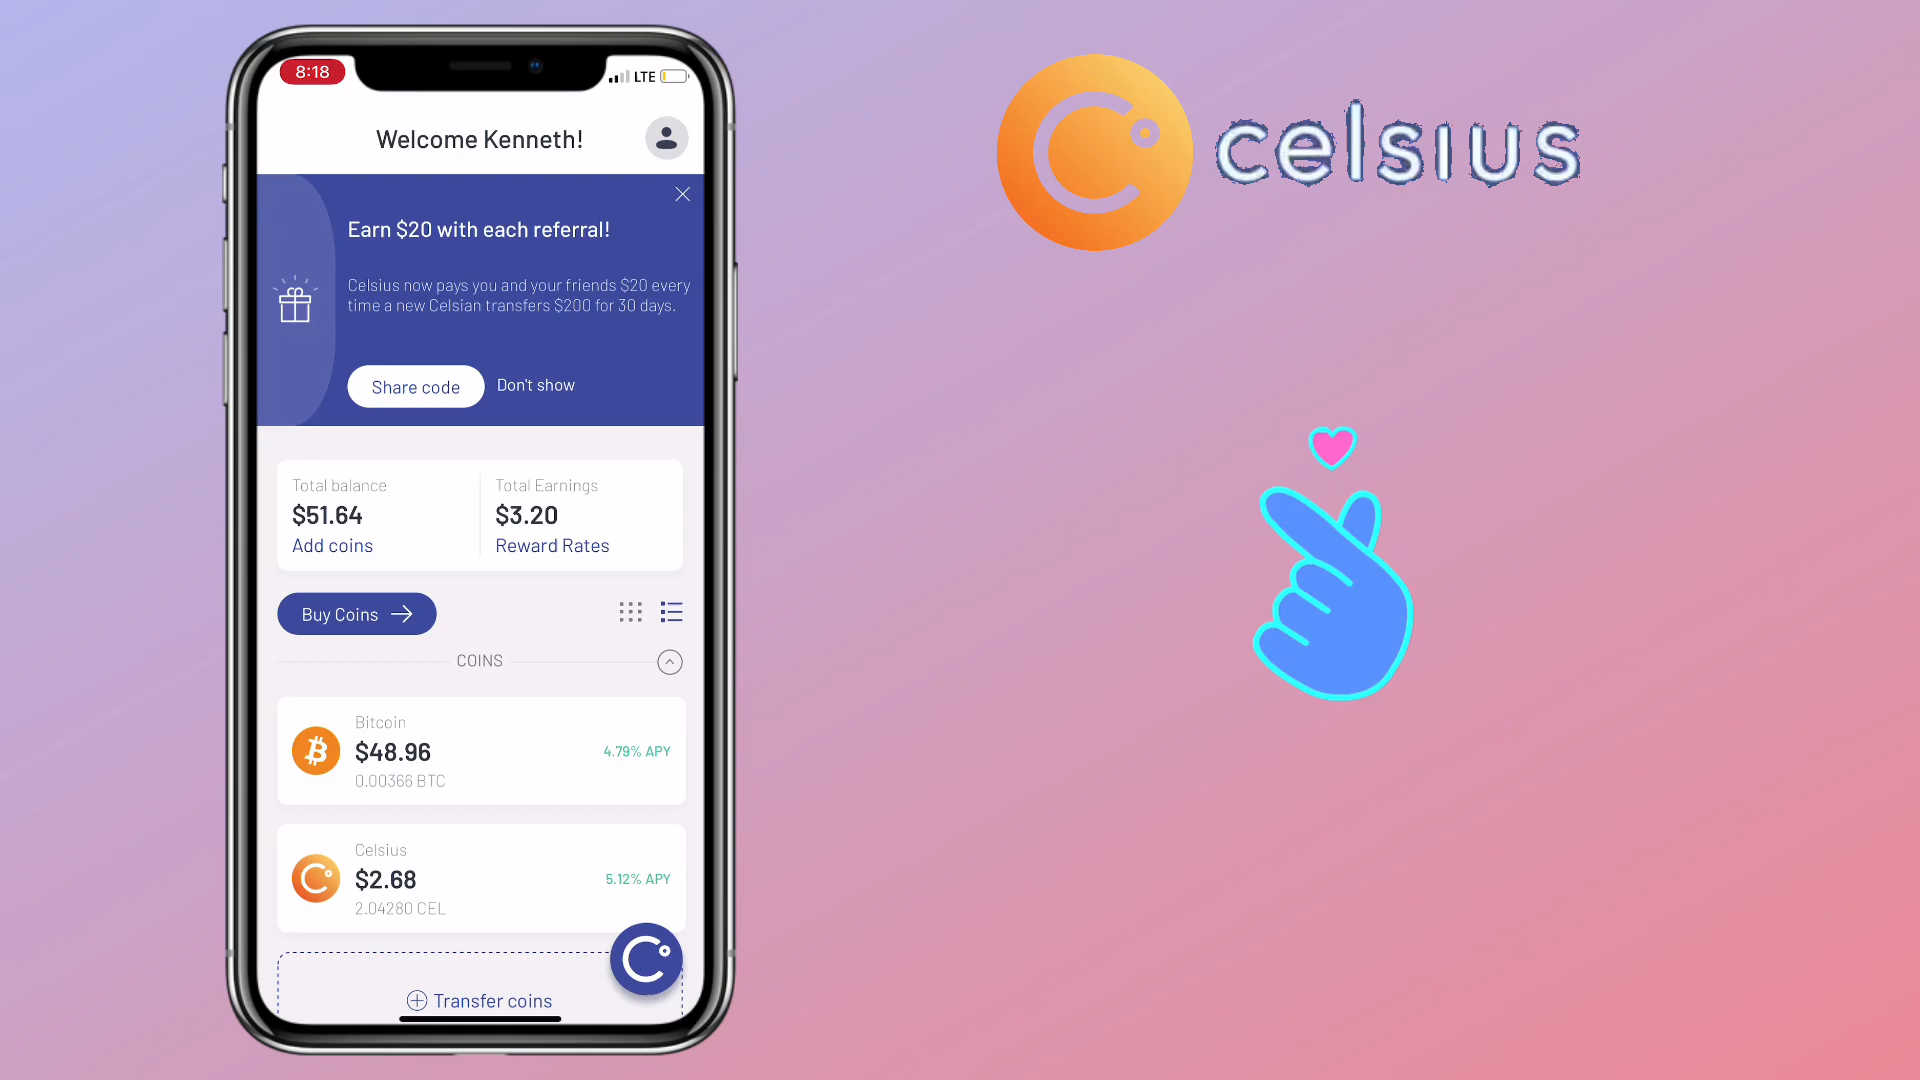 8:18
LTE
Welcome Kenneth!
Earn $20 with each referral!
Celsius now pays you and your friends $20 every
time a new Celsian transfers $200 for 30 days.
Share code
Don't show
Total balance
$51.64
Add coins
Total Earnings
$3.20
Reward Rates
Buy Coins
COINS
Bitcoin
$48.96
0.00366 BTC
4.79% APY
Celsius
$2.68
2.04280 CEL
5.12% APY
Transfer coins
celsius